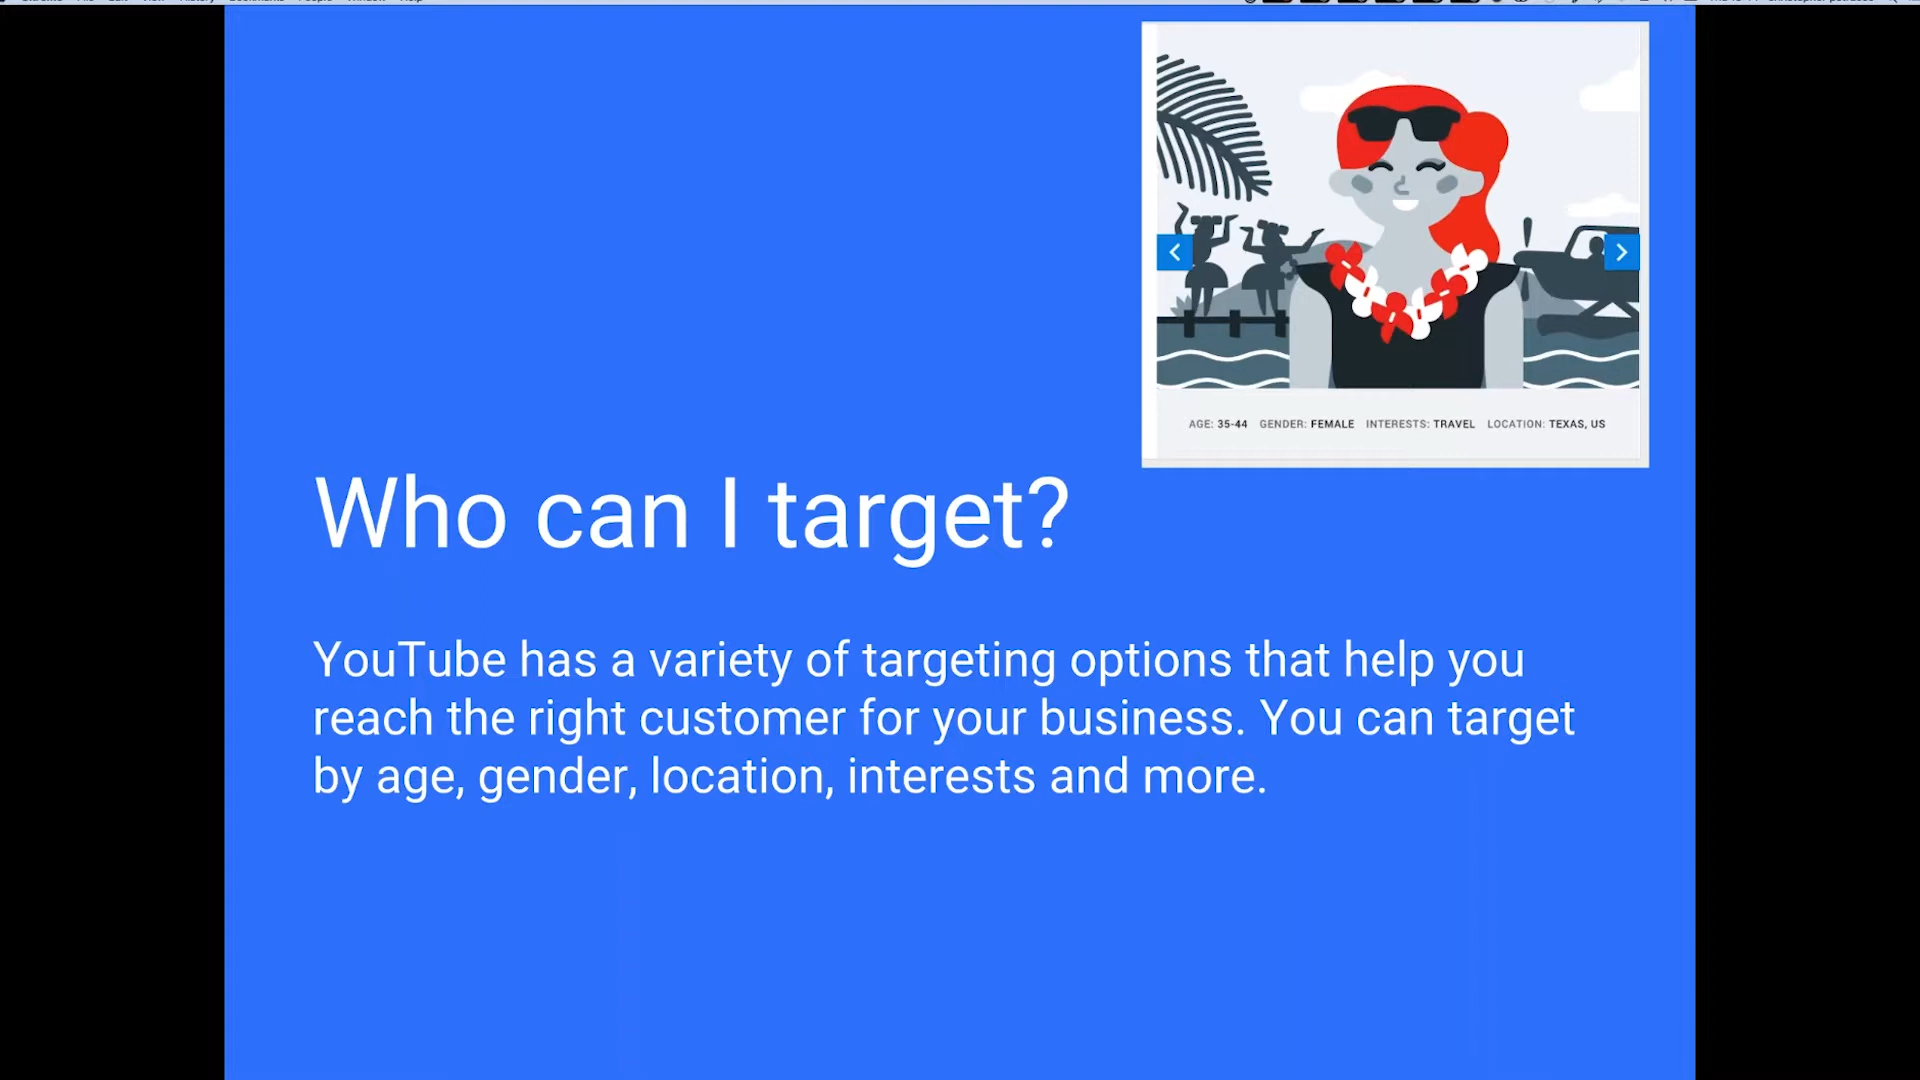 AGE: 35-44 GENDER: FEMALE INTERESTS: TRAVEL LOCATION: TEXAS, US
Who can I target?
YouTube has a variety of targeting options that help you
reach the right customer for your business. You can target
by age, gender, location, interests and more.